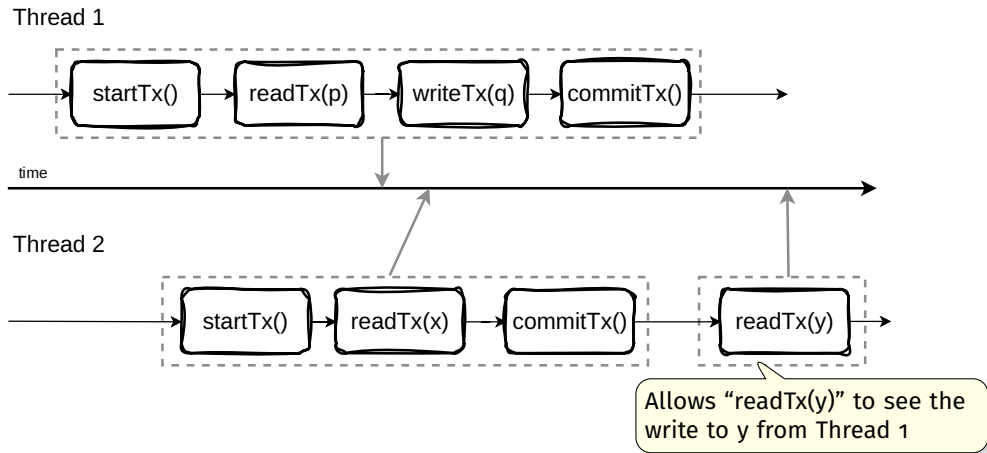 Thread 1
startTx()
readTx(p)
writeTx(q)
commitTx()
time
Thread 2
startTx()
readTx(x)
commitTx()
readTx(y)
Allows “readTx(y)” to see the
write to y from Thread 1